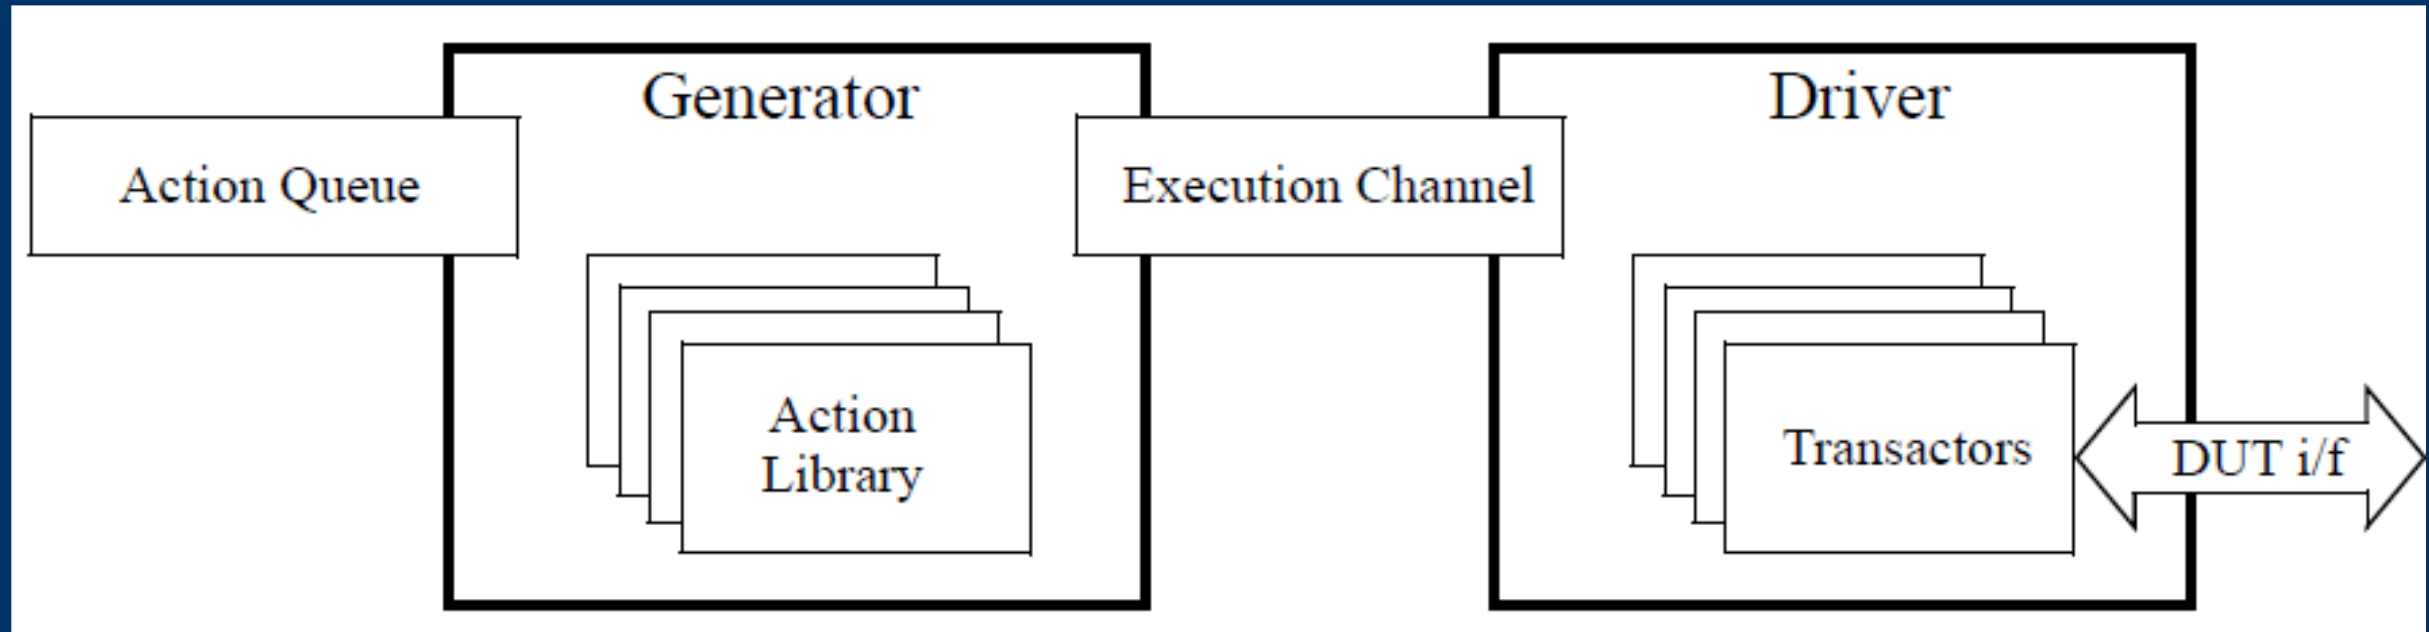 Generator
Driver
Action Queue
Execution Channel
Action
Library
Transactors
DUT i/f